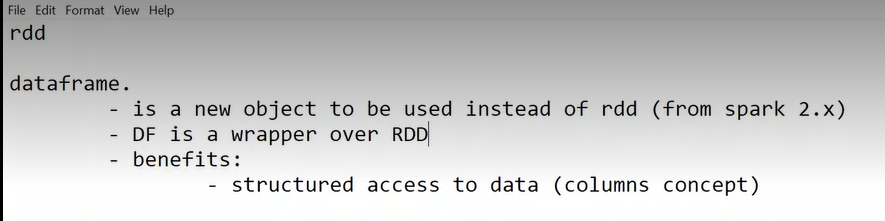 File Edit Format View Help
rdd
dataframe.
- is a new object to be used instead of rdd (from spark 2.x)
- DF is a wrapper over RDD
- benefits:
- structured access to data (columns concept)